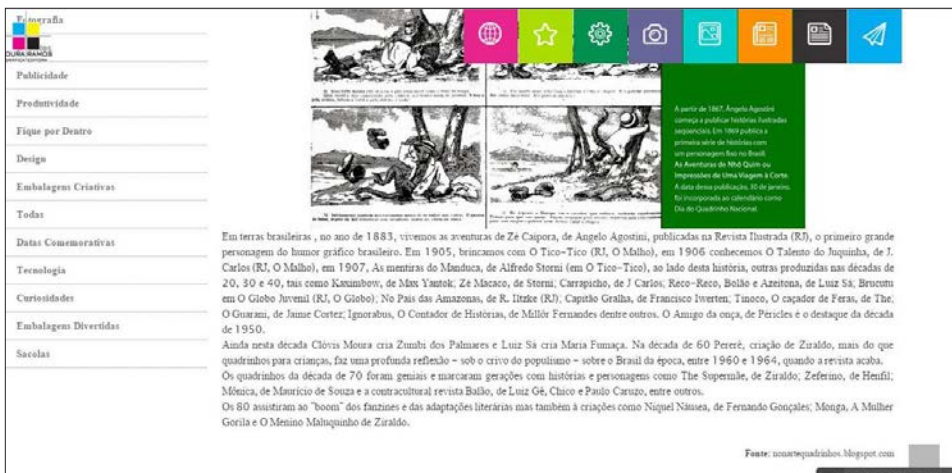 Fotografia
Publicidade
Produtividade
Fique por Dentro
Design
Embalagens Criativas
Todas
Datas Comemorativas
Tecnologia
Curiosidades
Embalagens Divertidas
Sacolas
A partir de 1867, Ângelo Agostini
começa a publicar histórias ilustradas
sequenciais. Em 1869 publica a
primeira série de histórias com
um personagem fixo no Brasil:
As Aventuras de Nhô Quim ou
Impressões de Uma Viagem à Corte.
A data dessa publicação, 30 de janeiro,
foi incorporada ao calendário como
Dia do Quadrinho Nacional.
Em terras brasileiras , no ano de 1883, vivemos as aventuras de Zé Caipora, de Angelo Agostini, publicadas na Revista Ilustrada (RJ), o primeiro grande
personagem do humor gráfico brasileiro. Em 1905, brincamos com O Tico-Tico (RJ, O Malho), em 1906 conhecemos O Talento do Juquinha, de J.
Carlos (RJ, O Malho), em 1907, As mentiras do Manduca, de Alfredo Storni (em O Tico-Tico), ao lado desta história, outras produzidas nas décadas de
20, 30 e 40, tais como Kaximbow, de Max Yantok; Zé Macaco, de Storni; Carrapicho, de J Carlos; Reco-Reco, Bolão e Azeitona, de Luiz Sá; Brucutu
em O Globo Juvenil (RJ, O Globo); No País das Amazonas, de R. Iltzke (RJ); Capitão Gralha, de Francisco Iwerten; Tinoco, O caçador de Feras, de The;
O Guarani, de Jaime Cortez; Ignorabus, O Contador de Histórias, de Millôr Fernandes dentre outros. O Amigo da onça, de Péricles é o destaque da década
de 1950.
Ainda nesta década Clóvis Moura cria Zumbi dos Palmares e Luiz Sá cria Maria Fumaça. Na década de 60 Pererê, criação de Ziraldo, mais do que
quadrinhos para crianças, faz uma profunda reflexão – sob o crivo do populismo – sobre o Brasil da época, entre 1960 e 1964, quando a revista acaba.
Os quadrinhos da década de 70 foram geniais e marcaram gerações com histórias e personagens como The Supermãe, de Ziraldo; Zeferino, de Henfil;
Mônica, de Maurício de Souza e a contracultural revista Balão, de Luiz Gê, Chico e Paulo Caruzo, entre outros.
Os 80 assistiram ao "boom" dos fanzines e das adaptações literárias mas também à criações como Níquel Náusea, de Fernando Gonçales; Monga, A Mulher
Gorila e O Menino Maluquinho de Ziraldo.
Fonte: nonartequadrinhos.blogspot.com